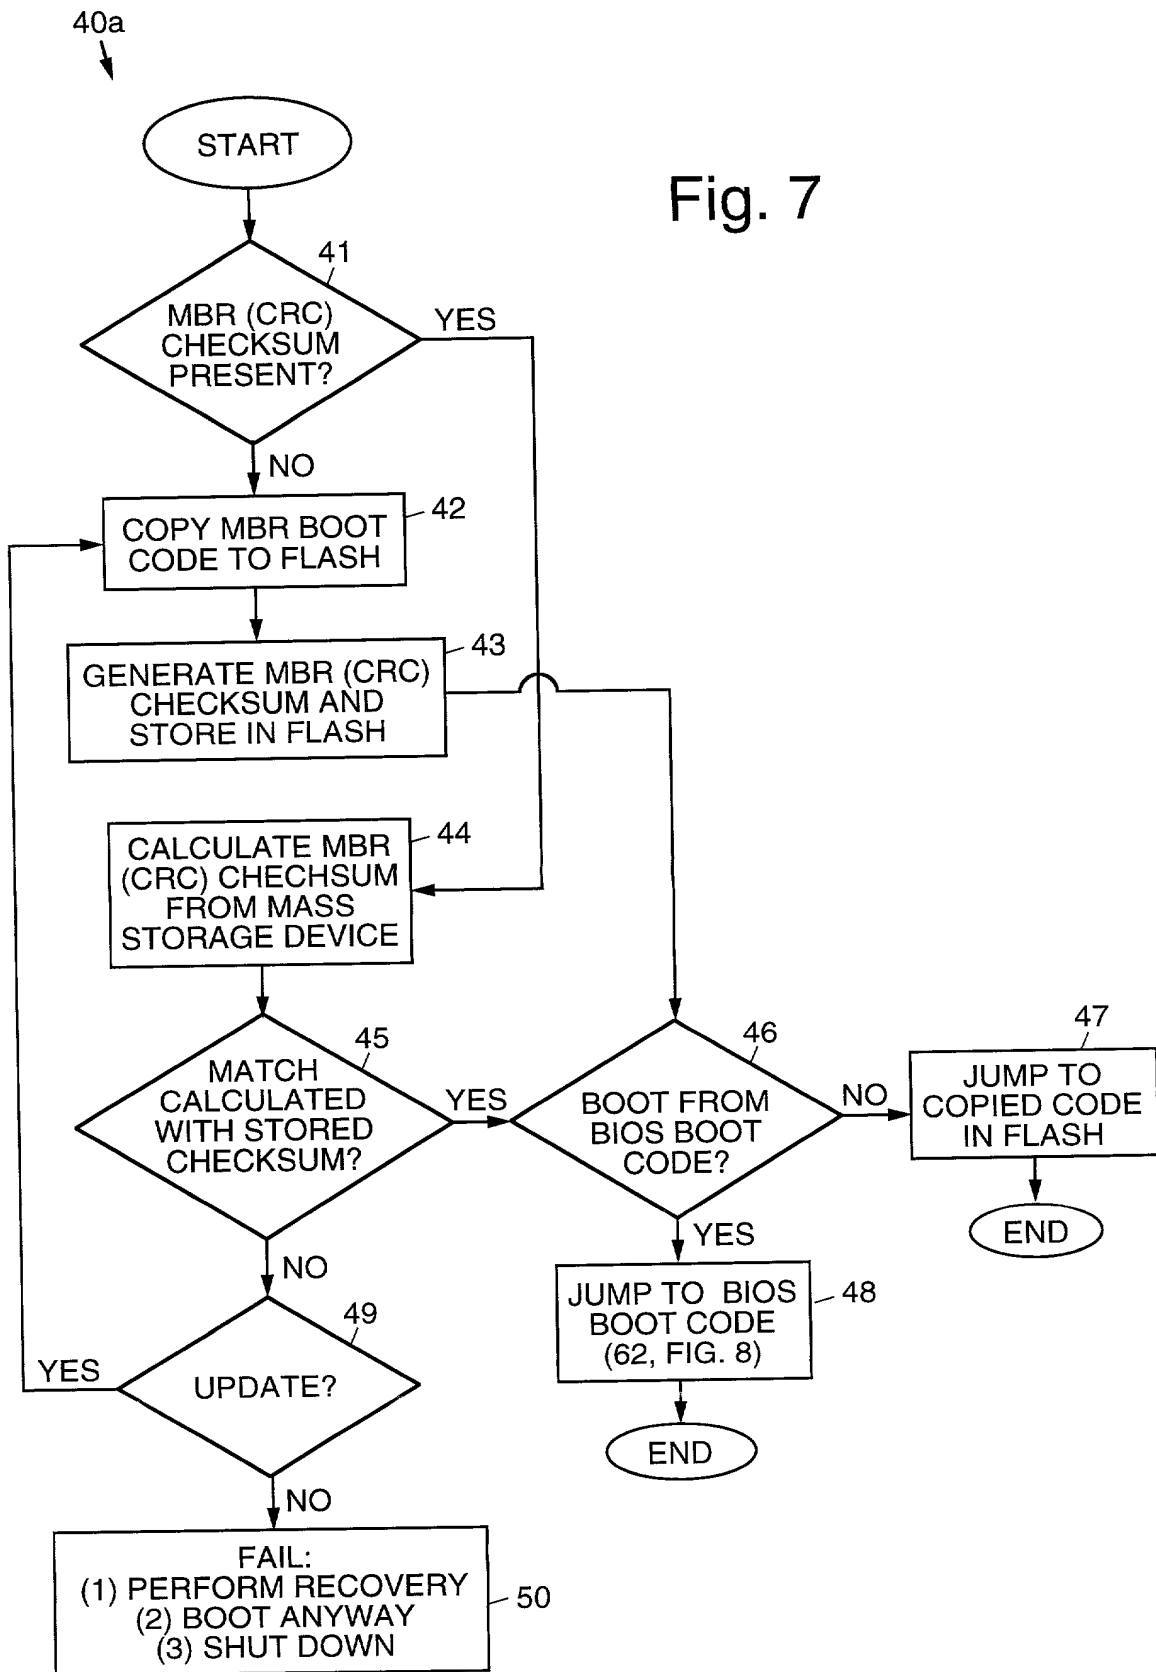 40a
START
Fig. 7
41
MBR (CRC)
CHECKSUM
PRESENT?
YES
NO
COPY MBR BOOT
CODE TO FLASH
42
GENERATE MBR (CRC)
CHECKSUM AND
STORE IN FLASH
43
CALCULATE MBR
(CRC) CHECHSUM
FROM MASS
STORAGE DEVICE
44
45
MATCH
CALCULATED
WITH STORED
CHECKSUM?
YES
NO
46
BOOT FROM
BIOS BOOT
CODE?
NO
YES
47
JUMP TO
COPIED CODE
IN FLASH
END
JUMP TO BIOS
BOOT CODE
(62, FIG. 8)
48
END
49
UPDATE?
YES
NO
FAIL:
(1) PERFORM RECOVERY
(2) BOOT ANYWAY
(3) SHUT DOWN
50